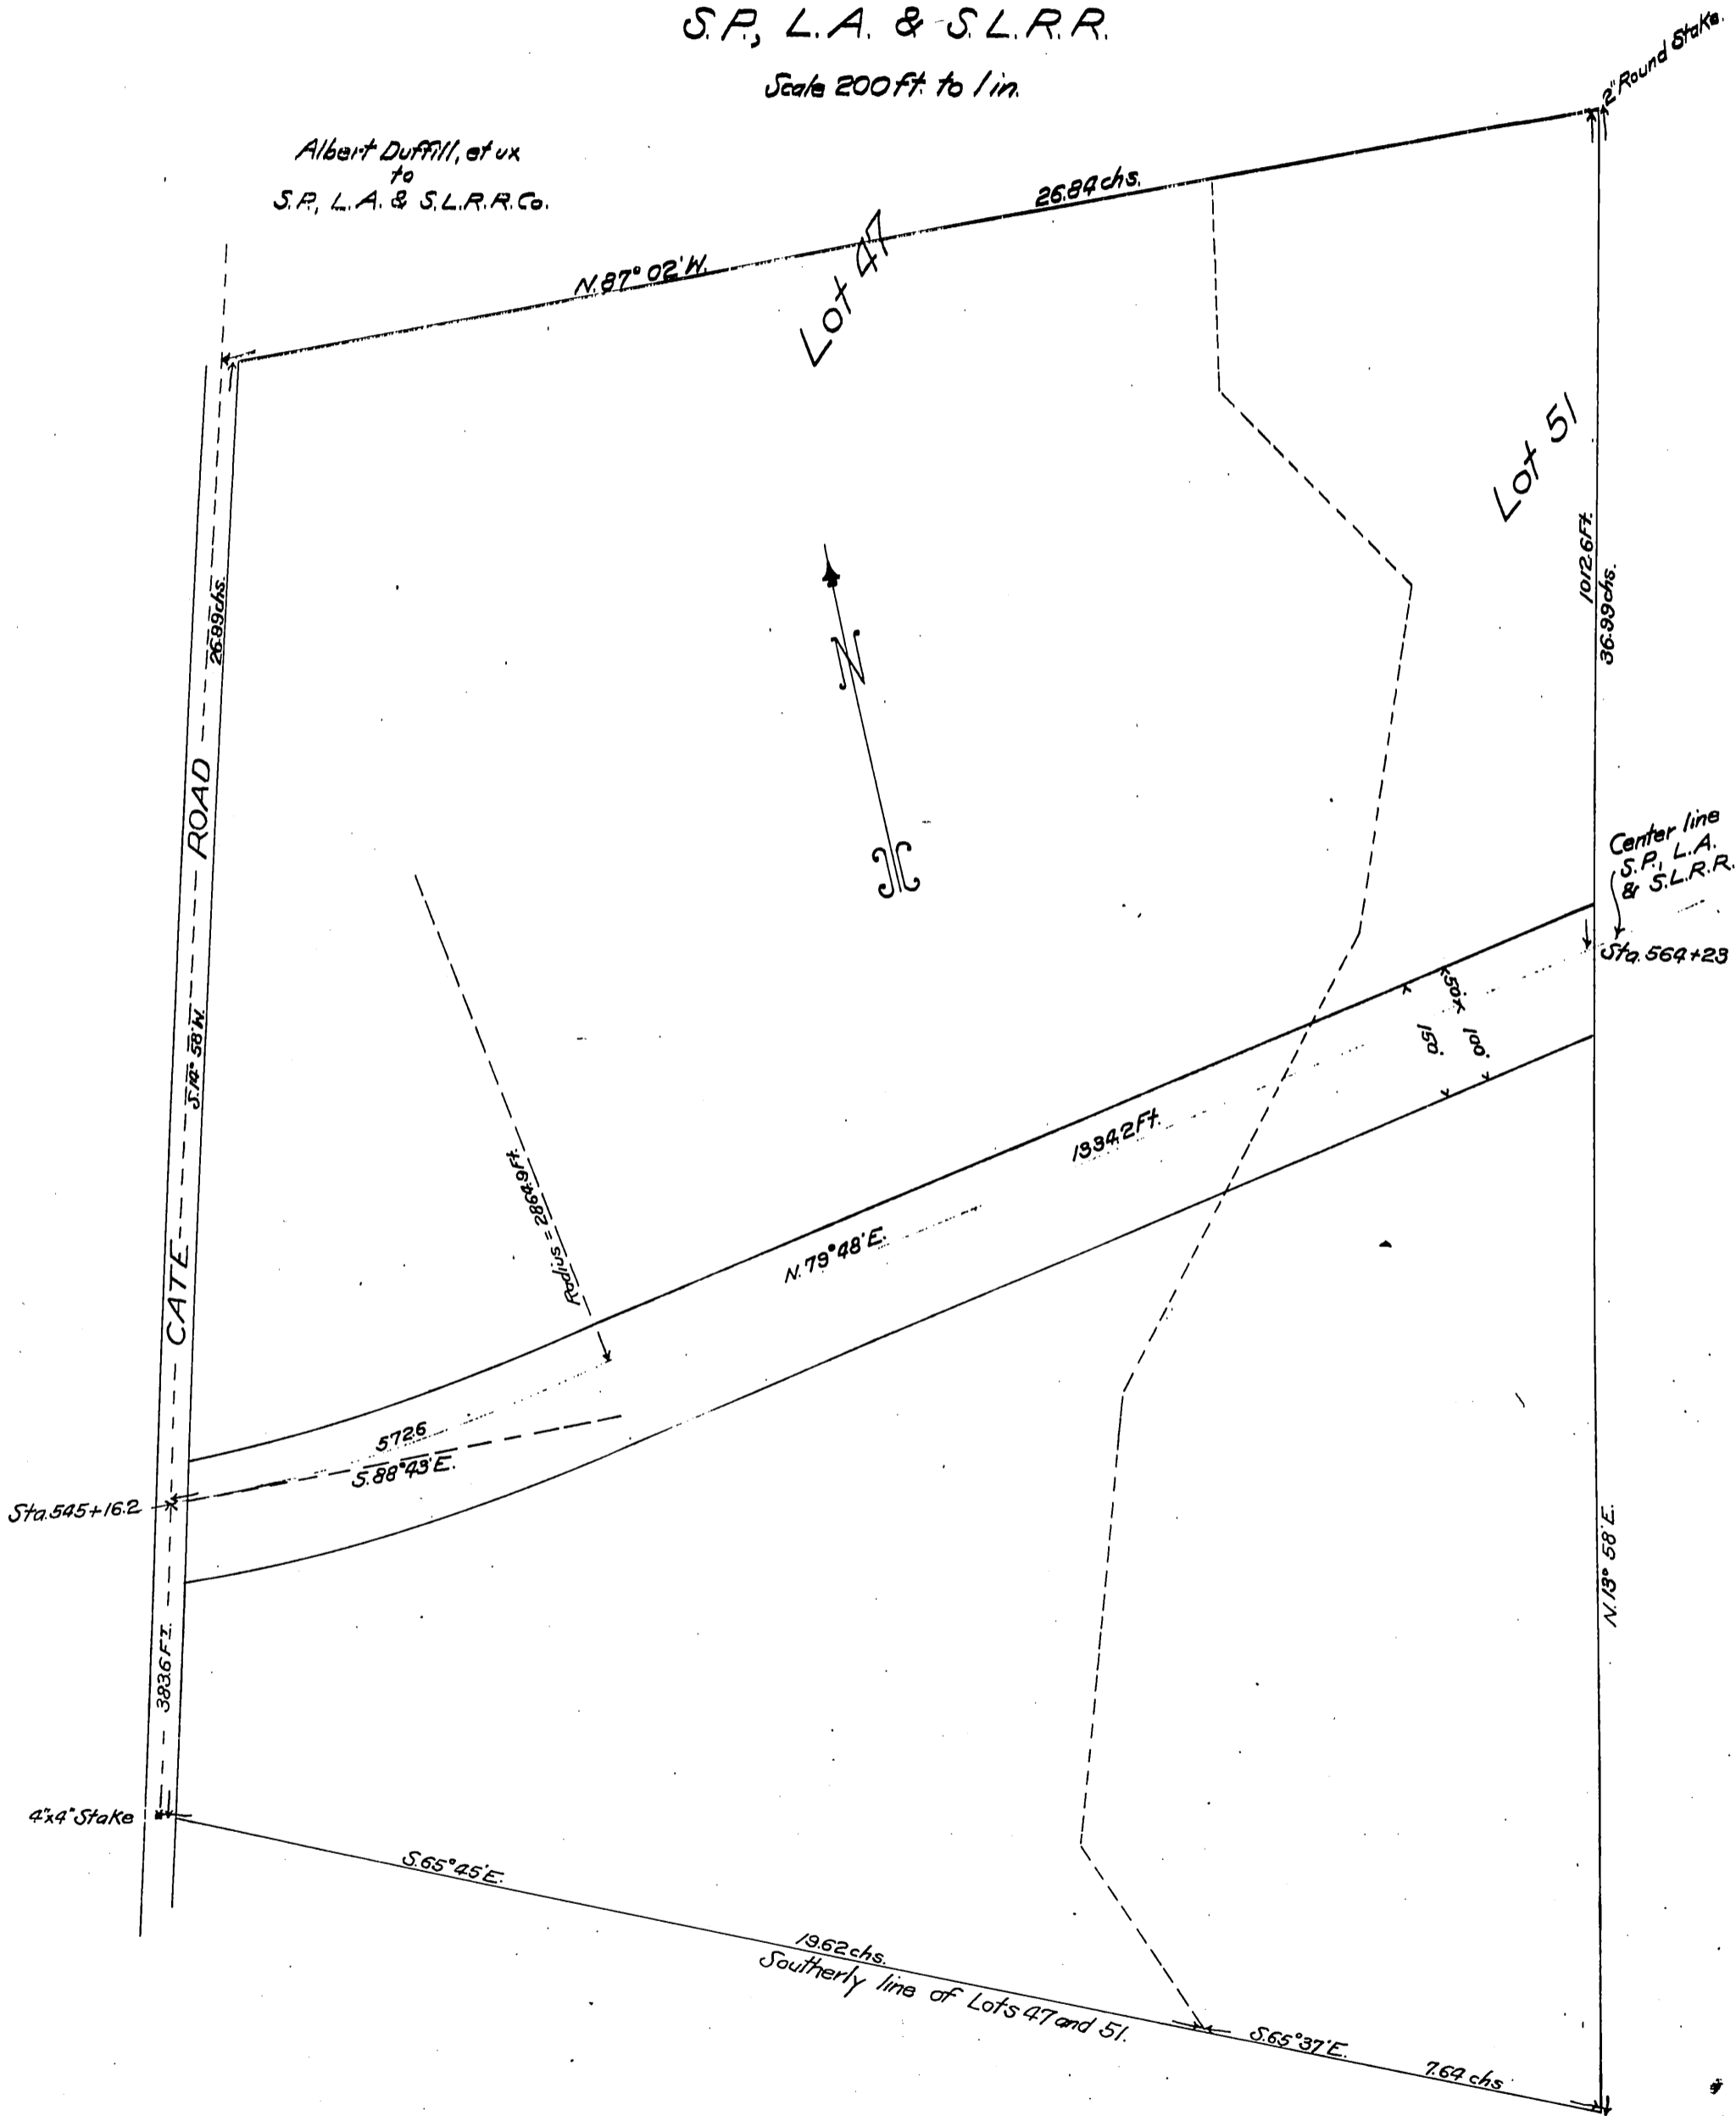 S.P., L.A. & S.L.R.R.
Scale 200 ft. to 1 in.
2" Round Stake.
Albert Duffill, et ux
to
S.P., L.A. & S.L.R.R.Co.
26.84 chs.
N.87° 02' W.
Lot 47
Lot 51
1012.6 Ft.
36.99 chs.
26.89 chs.
N
S
CATE ROAD
S.14° 58' W.
Center line
S.P., L.A.
& S.L.R.R.
Sta. 564+23
50'
100'
150'
1334.2 Ft.
Radius = 2864.9 Ft.
N. 79° 48' E.
572.6
S. 88° 43' E.
Sta. 545+16.2
N. 13° 58' E.
383.6 FT.
4"x4" Stake
S. 65° 45' E.
19.62 chs.
Southerly line of Lots 47 and 51.
S. 65° 37' E.
7.64 chs